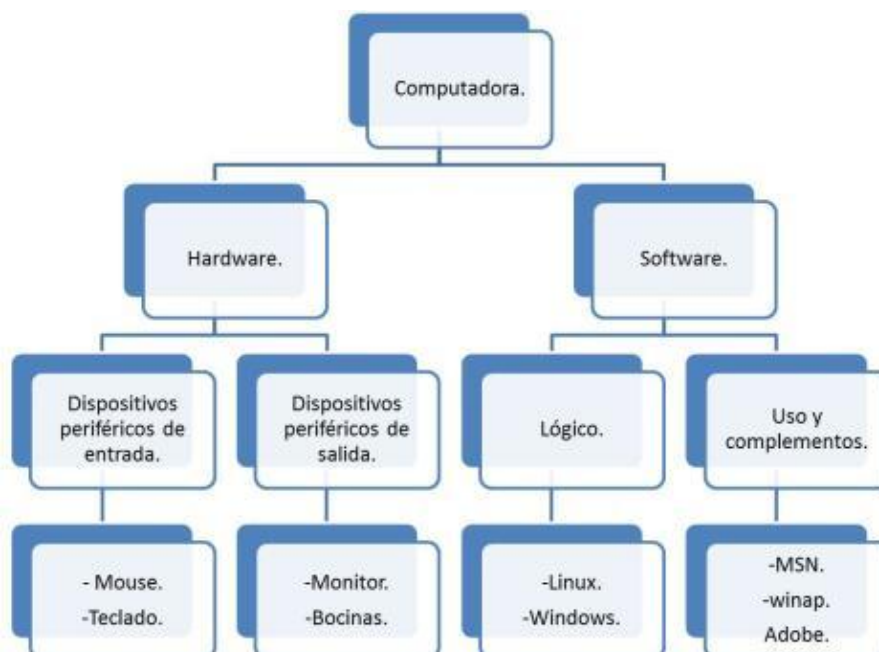 Computadora.
Hardware.
Software.
Dispositivos
periféricos de
entrada.
Dispositivos
periféricos de
salida.
Lógico.
Uso y
complementos.
- Mouse.
-Teclado.
-Monitor.
-Bocinas.
-Linux.
-Windows.
-MSN.
-winap.
Adobe.